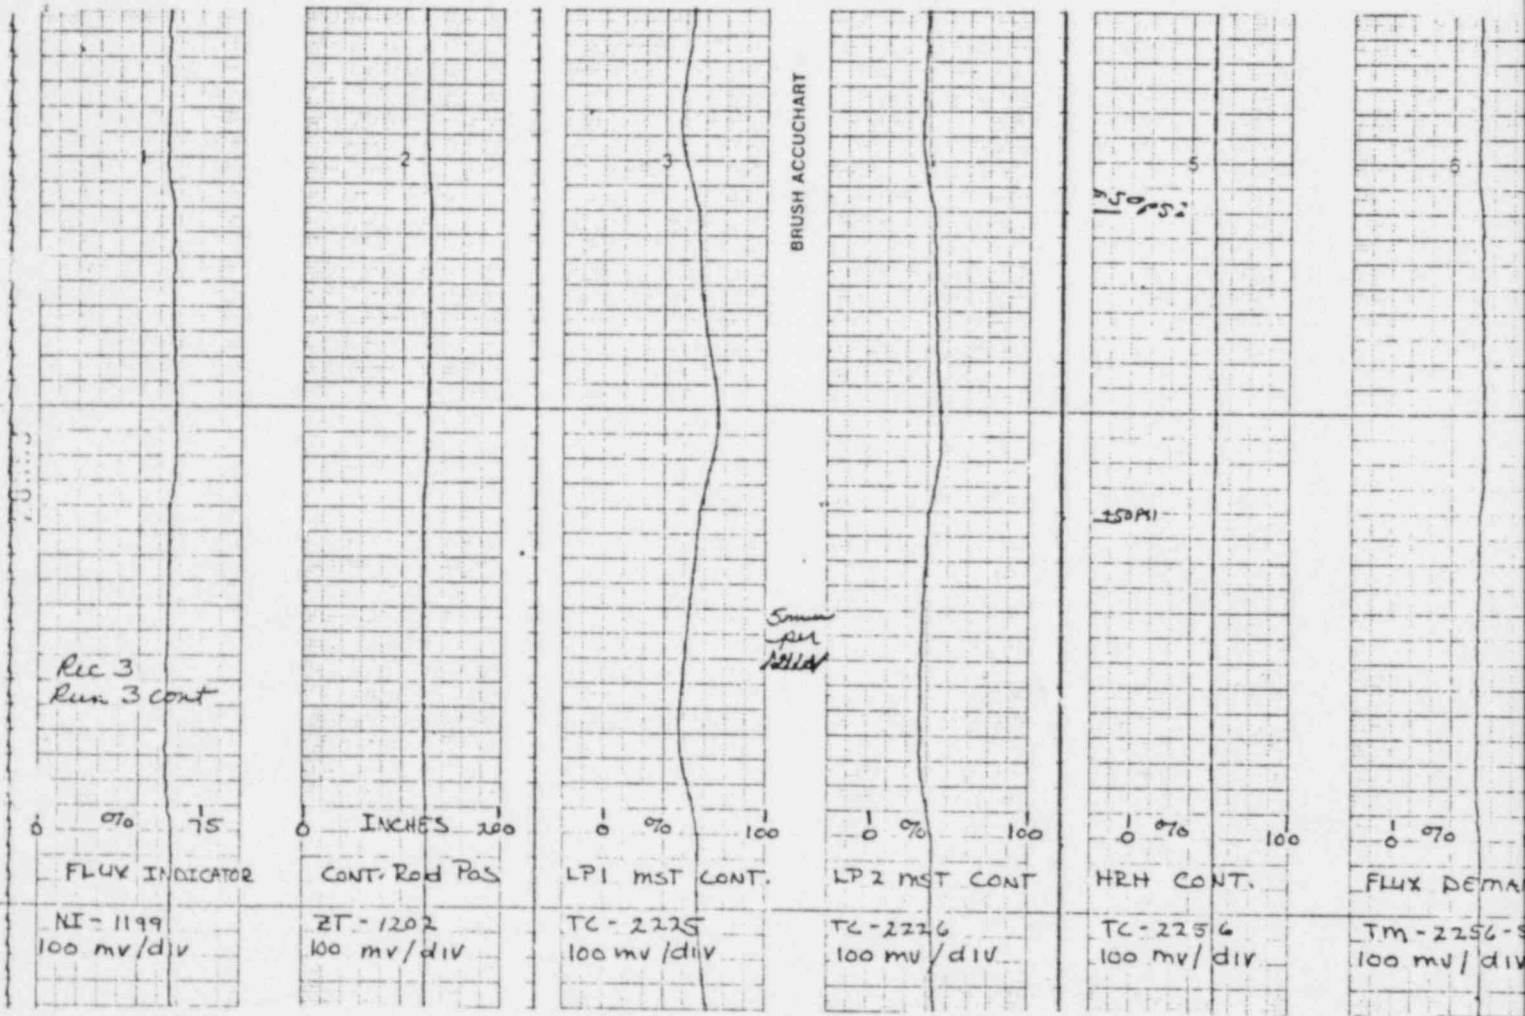 1
2
3
BRUSH ACCUCHART
5
6
250PSI
Rec 3
Run 3 cont
5mm
per
0 % 75
FLUX INDICATOR
NI-1199
100 mv/div
0 INCHES 200
CONT. Rod Pos
ZT-1202
100 mv/div
0 % 100
LP1 MST CONT.
TC-2225
100 mv/div
0 % 100
LP2 MST CONT
TC-2226
100 mv/div
0 % 100
HRH CONT.
TC-2256
100 mv/div
0 %
FLUX DEMA
TM-2256-S
100 mv/div